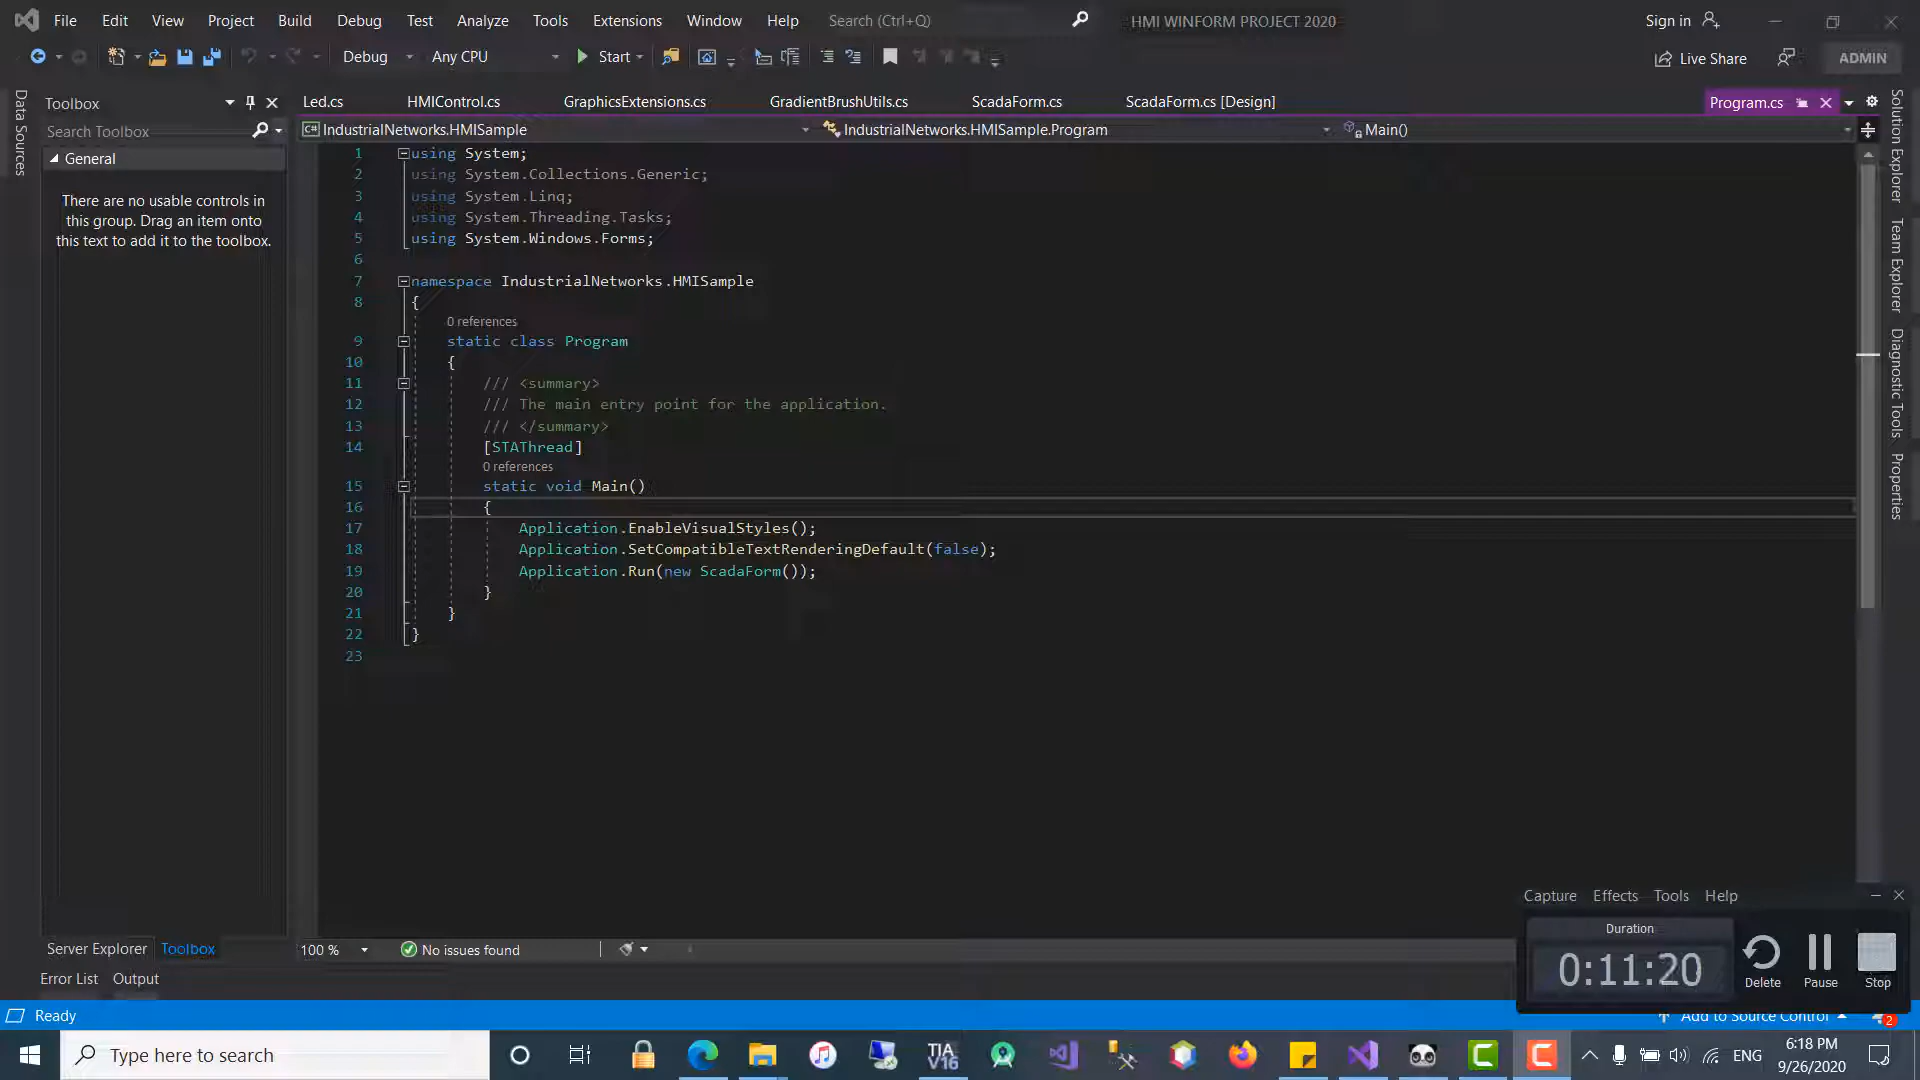 File Edit View Project Build Debug Test Analyze Tools Extensions Window Help Search (Ctrl+Q) HMI WINFORM PROJECT 2020 Sign in
Debug Any CPU Start Live Share ADMIN
Data Sources
Toolbox
Search Toolbox
General
There are no usable controls in
this group. Drag an item onto
this text to add it to the toolbox.
Led.cs HMIControl.cs GraphicsExtensions.cs GradientBrushUtils.cs ScadaForm.cs ScadaForm.cs [Design] Program.cs
C# IndustrialNetworks.HMISample IndustrialNetworks.HMISample.Program Main()
1 using System;
2 using System.Collections.Generic;
3 using System.Linq;
4 using System.Threading.Tasks;
5 using System.Windows.Forms;
6
7 namespace IndustrialNetworks.HMISample
8 {
0 references
9 static class Program
10 {
11 /// <summary>
12 /// The main entry point for the application.
13 /// </summary>
14 [STAThread]
0 references
15 static void Main()
16 {
17 Application.EnableVisualStyles();
18 Application.SetCompatibleTextRenderingDefault(false);
19 Application.Run(new ScadaForm());
20 }
21 }
22 }
23
Solution Explorer
Team Explorer
Diagnostic Tools
Properties
Server Explorer Toolbox
100 % No issues found
Error List Output
Capture Effects Tools Help
Duration
0:11:20
Delete Pause Stop
Ready
Add to Source Control 2
Type here to search
TIA
V16
ENG
6:18 PM
9/26/2020